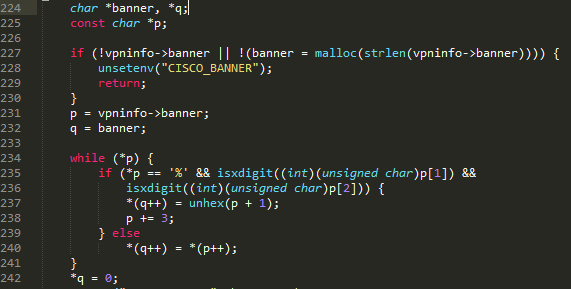 224 char *banner, *q;
225 const char *p;
226
227 if (!vpninfo->banner || !(banner = malloc(strlen(vpninfo->banner)))) {
228 unsetenv("CISCO_BANNER");
229 return;
230 }
231 p = vpninfo->banner;
232 q = banner;
233
234 while (*p) {
235 if (*p == '%' && isxdigit((int)(unsigned char)p[1]) &&
236 isxdigit((int)(unsigned char)p[2])) {
237 *(q++) = unhex(p + 1);
238 p += 3;
239 } else
240 *(q++) = *(p++);
241 }
242 *q = 0;